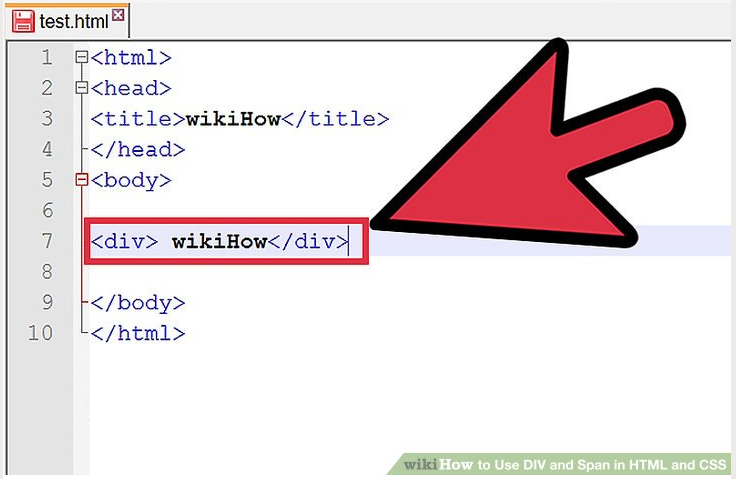 test.html
1 <html>
2 <head>
3 <title>wikiHow</title>
4 </head>
5 <body>
6
7 <div> wikiHow</div>
8
9 </body>
10 </html>
wikiHow to Use DIV and Span in HTML and CSS